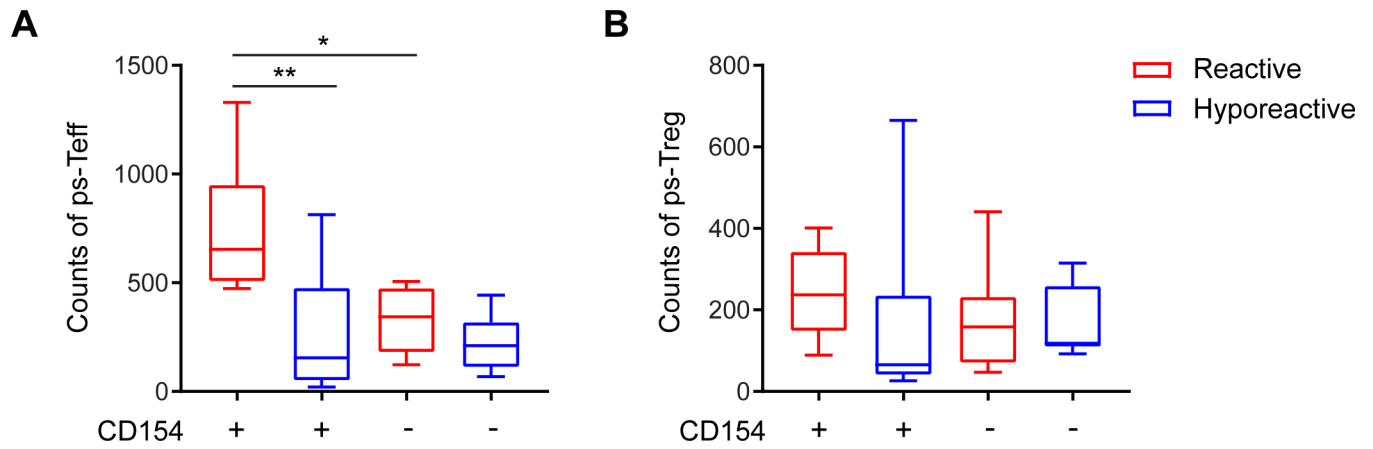 A
B
Counts of ps-Teff
1500
1000
500
0
*
**
CD154 + + - -
Counts of ps-Treg
800
600
400
200
0
CD154 + + - -
Reactive
Hyporeactive